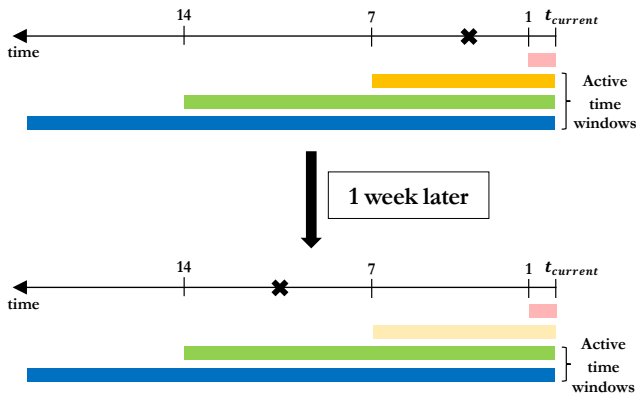 14 7 1 t_current
time
Active
time
windows
1 week later
14 7 1 t_current
time
Active
time
windows